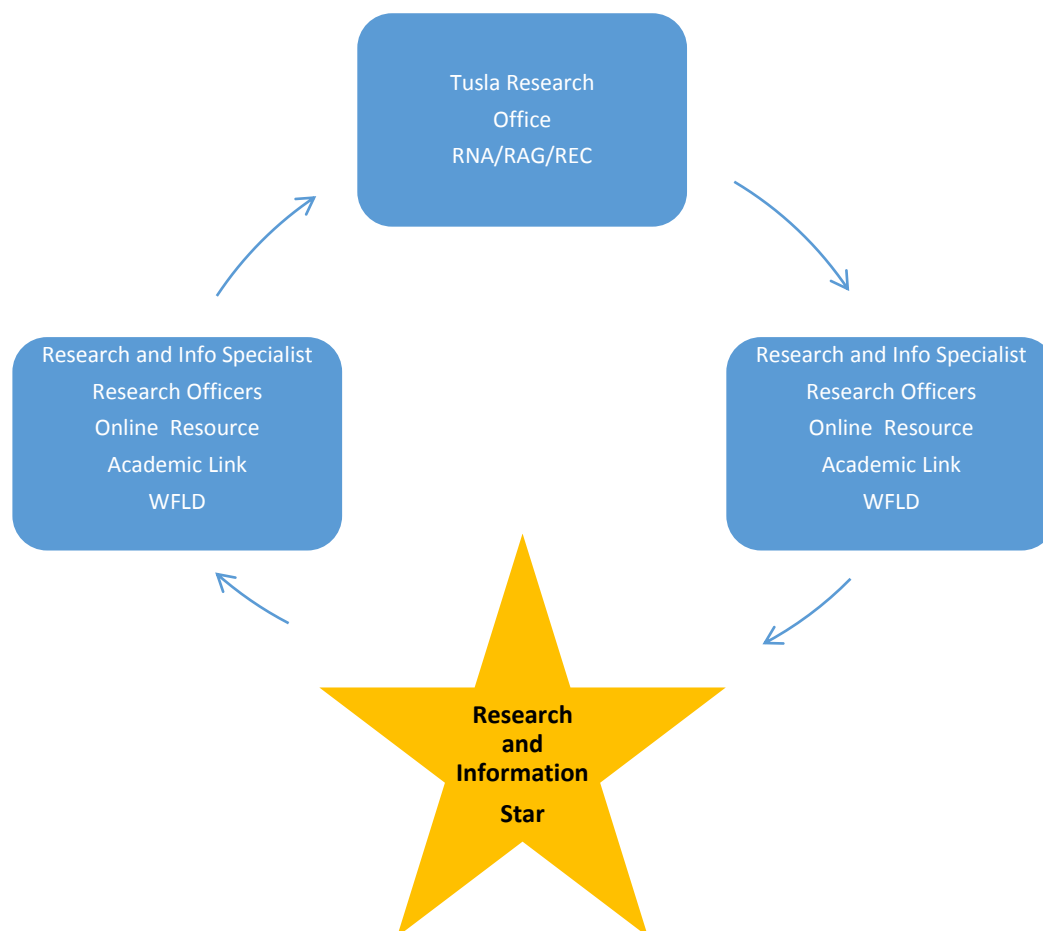 Tusla Research
Office
RNA/RAG/REC
Research and Info Specialist
Research Officers
Online  Resource
Academic Link
WFLD
Research and Info Specialist
Research Officers
Online  Resource
Academic Link
WFLD
Research
and
Information
Star